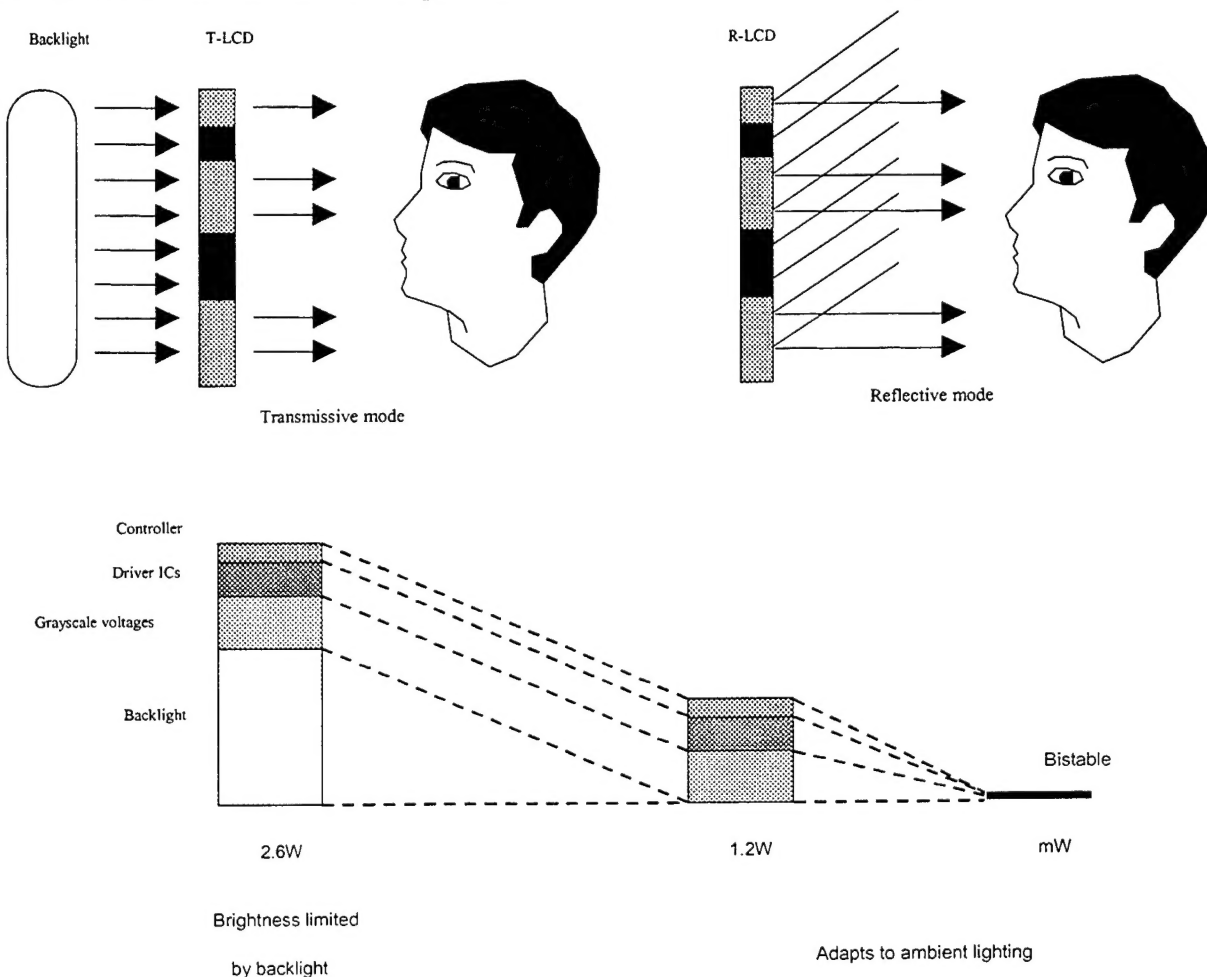 Backlight
T-LCD
R-LCD
Transmissive mode
Reflective mode
Controller
Driver ICs
Grayscale voltages
Backlight
Bistable
2.6W
1.2W
mW
Brightness limited
by backlight
Adapts to ambient lighting